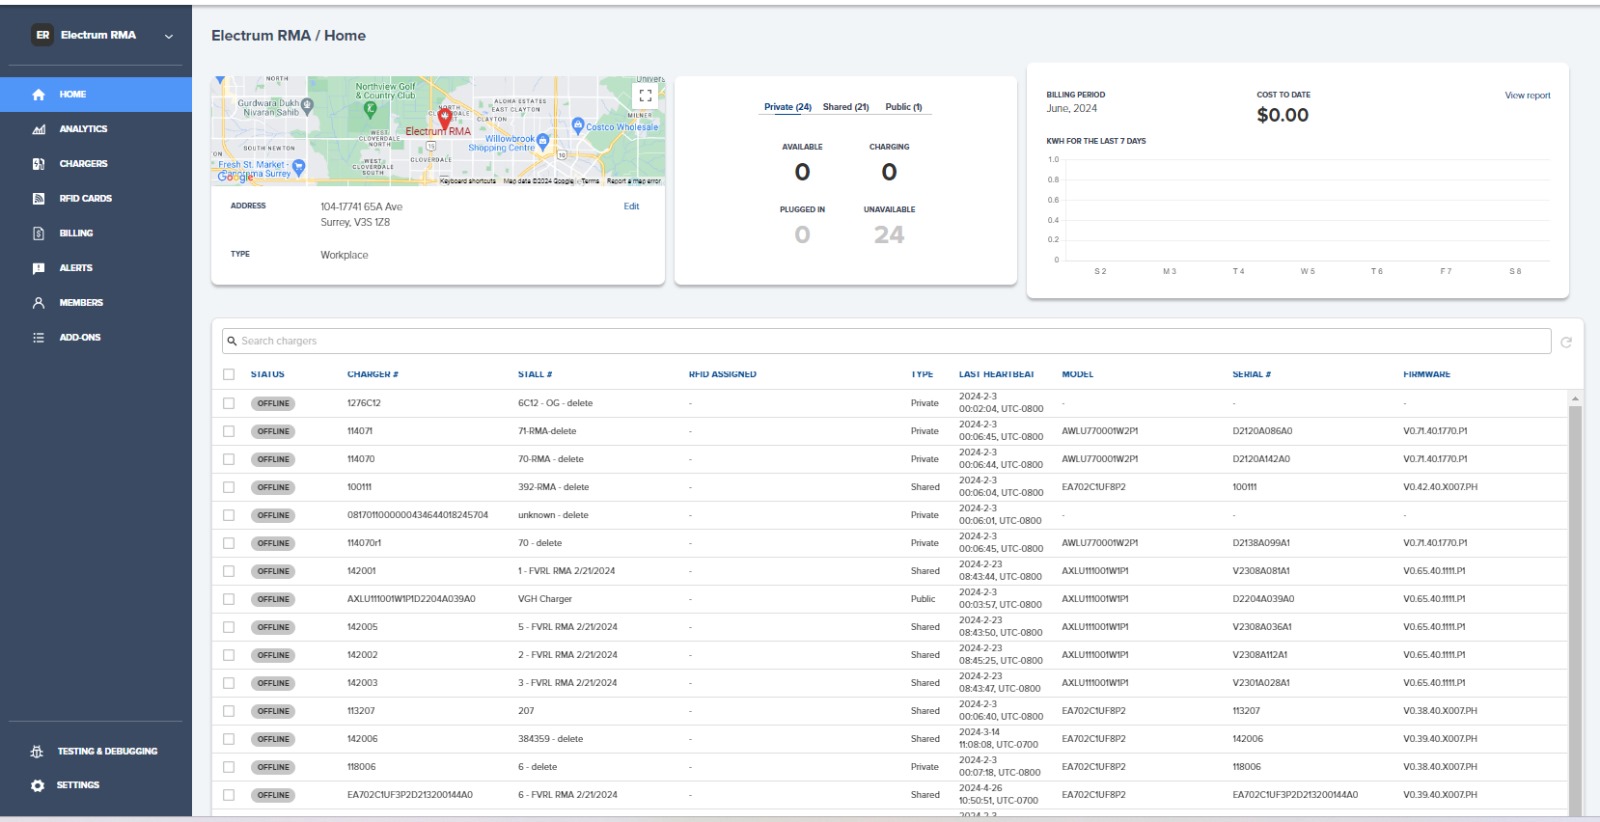 ER Electrum RMA
HOME
ANALYTICS
CHARGERS
RFID CARDS
BILLING
ALERTS
MEMBERS
ADD-ONS
TESTING & DEBUGGING
SETTINGS
Electrum RMA / Home
NORTH
Northview Golf
& Country Club
Univers
Gurdwara Dukh
Nivaran Sahib
NORTH
CLOVERDALE
ALOHA ESTATES
EAST CLAYTON
CLAYTON
MILNER
Electrum RMA
Costco Wholesale
WEST
CLOVERDALE
NORTH
Willowbrook
Shopping Centre
SOUTH NEWTON
15
10
ON
WEST
CLOVERDALE
SOUTH
CLOVERDALE
Fresh St. Market -
Panorama Surrey
Google
Keyboard shortcuts Map data ©2024 Google Terms Report a map error
ADDRESS 104-17741 65A Ave Edit
Surrey, V3S 1Z8
TYPE Workplace
Private (24) Shared (21) Public (1)
AVAILABLE CHARGING
0 0
PLUGGED IN UNAVAILABLE
0 24
BILLING PERIOD COST TO DATE View report
June, 2024 $0.00
KWH FOR THE LAST 7 DAYS
1.0
0.8
0.6
0.4
0.2
0
S 2 M 3 T 4 W 5 T 6 F 7 S 8
Search chargers
STATUS CHARGER # STALL # RFID ASSIGNED TYPE LAST HEARTBEAT MODEL SERIAL # FIRMWARE
OFFLINE 1276C12 6C12 - OG - delete - Private 2024-2-3 00:02:04, UTC-0800 - - -
OFFLINE 114071 71-RMA-delete - Private 2024-2-3 00:06:45, UTC-0800 AWLU770001W2P1 D2120A086A0 V0.71.40.1770.P1
OFFLINE 114070 70-RMA - delete - Private 2024-2-3 00:06:44, UTC-0800 AWLU770001W2P1 D2120A142A0 V0.71.40.1770.P1
OFFLINE 100111 392-RMA - delete - Shared 2024-2-3 00:06:04, UTC-0800 EA702C1UF8P2 100111 V0.42.40.X007.PH
OFFLINE 0817011000000434644018245704 unknown - delete - Private 2024-2-3 00:06:01, UTC-0800 - - -
OFFLINE 114070r1 70 - delete - Private 2024-2-3 00:06:45, UTC-0800 AWLU770001W2P1 D2138A099A1 V0.71.40.1770.P1
OFFLINE 142001 1 - FVRL RMA 2/21/2024 - Shared 2024-2-23 08:43:44, UTC-0800 AXLU111001W1P1 V2308A081A1 V0.65.40.1111.P1
OFFLINE AXLU111001W1P1D2204A039A0 VGH Charger - Public 2024-2-3 00:03:57, UTC-0800 AXLU111001W1P1 D2204A039A0 V0.65.40.1111.P1
OFFLINE 142005 5 - FVRL RMA 2/21/2024 - Shared 2024-2-23 08:43:50, UTC-0800 AXLU111001W1P1 V2308A036A1 V0.65.40.1111.P1
OFFLINE 142002 2 - FVRL RMA 2/21/2024 - Shared 2024-2-23 08:45:25, UTC-0800 AXLU111001W1P1 V2308A112A1 V0.65.40.1111.P1
OFFLINE 142003 3 - FVRL RMA 2/21/2024 - Shared 2024-2-23 08:43:47, UTC-0800 AXLU111001W1P1 V2301A028A1 V0.65.40.1111.P1
OFFLINE 113207 207 - Shared 2024-2-3 00:06:40, UTC-0800 EA702C1UF8P2 113207 V0.38.40.X007.PH
OFFLINE 142006 384359 - delete - Shared 2024-3-14 11:08:08, UTC-0700 EA702C1UF8P2 142006 V0.39.40.X007.PH
OFFLINE 118006 6 - delete - Private 2024-2-3 00:07:18, UTC-0800 EA702C1UF8P2 118006 V0.38.40.X007.PH
OFFLINE EA702C1UF3P2D213200144A0 6 - FVRL RMA 2/21/2024 - Shared 2024-4-26 10:50:51, UTC-0700 EA702C1UF8P2 EA702C1UF3P2D213200144A0 V0.39.40.X007.PH